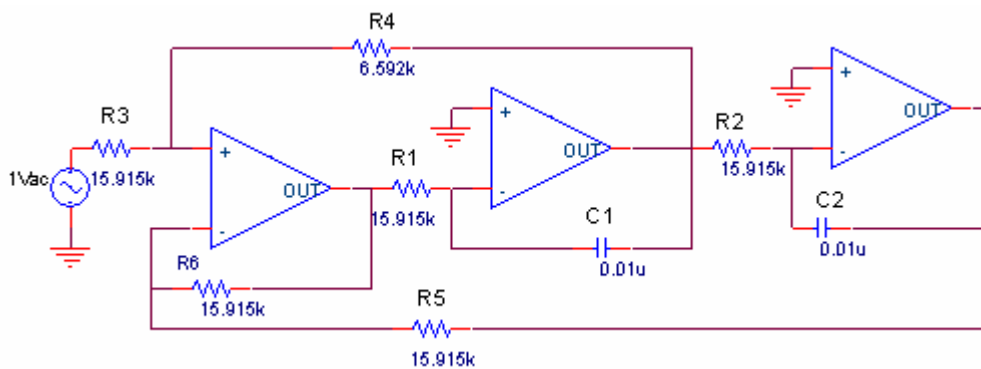 R4
6.592k
R3
15.915k
1Vac
+
-
OUT
R1
15.915k
+
-
OUT
C1
0.01u
R2
15.915k
+
-
OUT
C2
0.01u
R6
15.915k
R5
15.915k